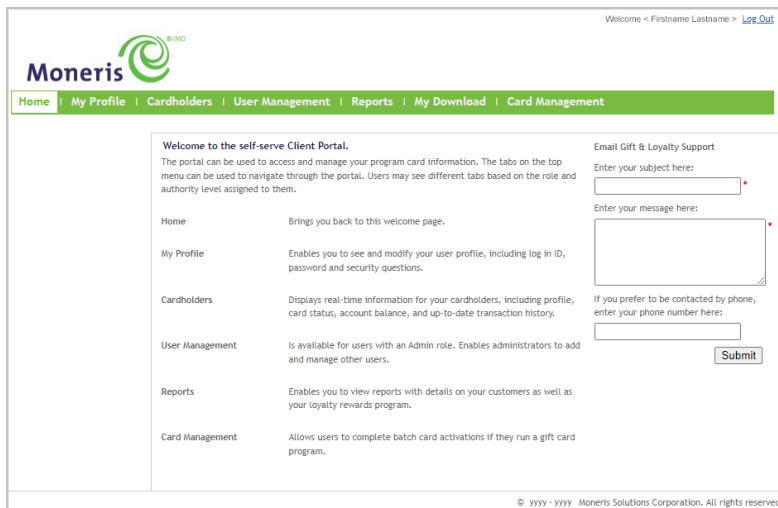 Welcome < Firstname Lastname > Log Out
®/MD
Moneris
Home | My Profile | Cardholders | User Management | Reports | My Download | Card Management
Welcome to the self-serve Client Portal.
The portal can be used to access and manage your program card information. The tabs on the top
menu can be used to navigate through the portal. Users may see different tabs based on the role and
authority level assigned to them.
Home Brings you back to this welcome page.
My Profile Enables you to see and modify your user profile, including log in ID,
password and security questions.
Cardholders Displays real-time information for your cardholders, including profile,
card status, account balance, and up-to-date transaction history.
User Management Is available for users with an Admin role. Enables administrators to add
and manage other users.
Reports Enables you to view reports with details on your customers as well as
your loyalty rewards program.
Card Management Allows users to complete batch card activations if they run a gift card
program.
Email Gift & Loyalty Support
Enter your subject here:
*
Enter your message here:
*
If you prefer to be contacted by phone,
enter your phone number here:
Submit
© yyyy - yyyy Moneris Solutions Corporation. All rights reserved